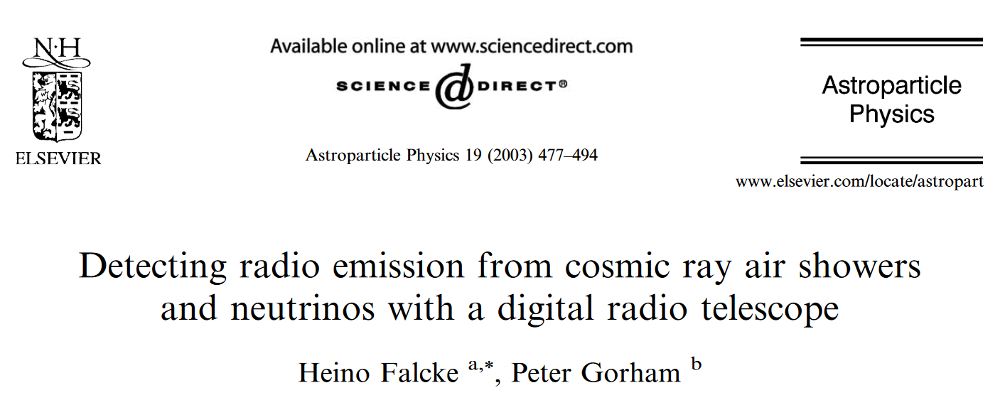 N·H
ELSEVIER
Available online at www.sciencedirect.com
SCIENCE @ DIRECT®
Astroparticle Physics 19 (2003) 477–494
Astroparticle
Physics
www.elsevier.com/locate/astropart
Detecting radio emission from cosmic ray air showers
and neutrinos with a digital radio telescope
Heino Falcke a,*, Peter Gorham b